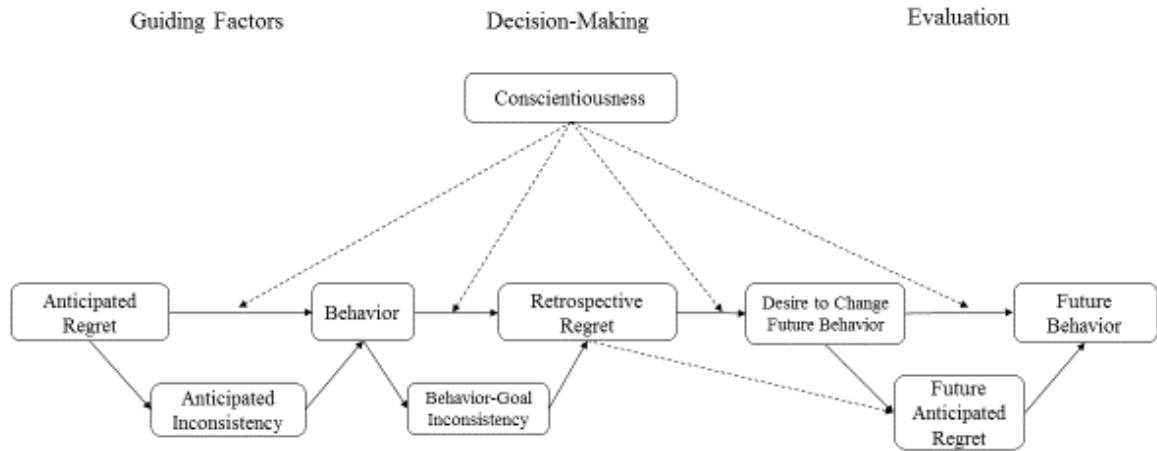 Guiding Factors
Decision-Making
Evaluation
Conscientiousness
Anticipated
Regret
Behavior
Retrospective
Regret
Desire to Change
Future Behavior
Future
Behavior
Anticipated
Inconsistency
Behavior-Goal
Inconsistency
Future
Anticipated
Regret